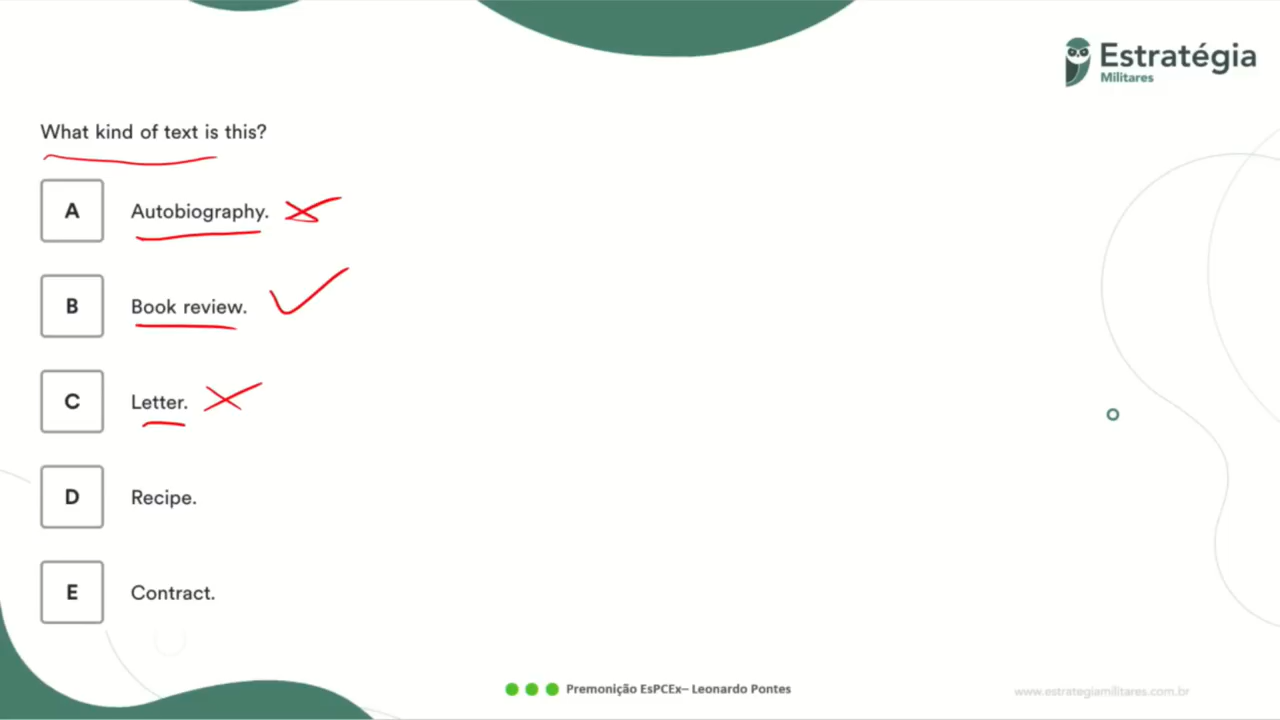 Estratégia
Militares
What kind of text is this?
A Autobiography.
B Book review.
C Letter.
D Recipe.
E Contract.
Premonição EsPCEx– Leonardo Pontes
www.estrategiamilitares.com.br